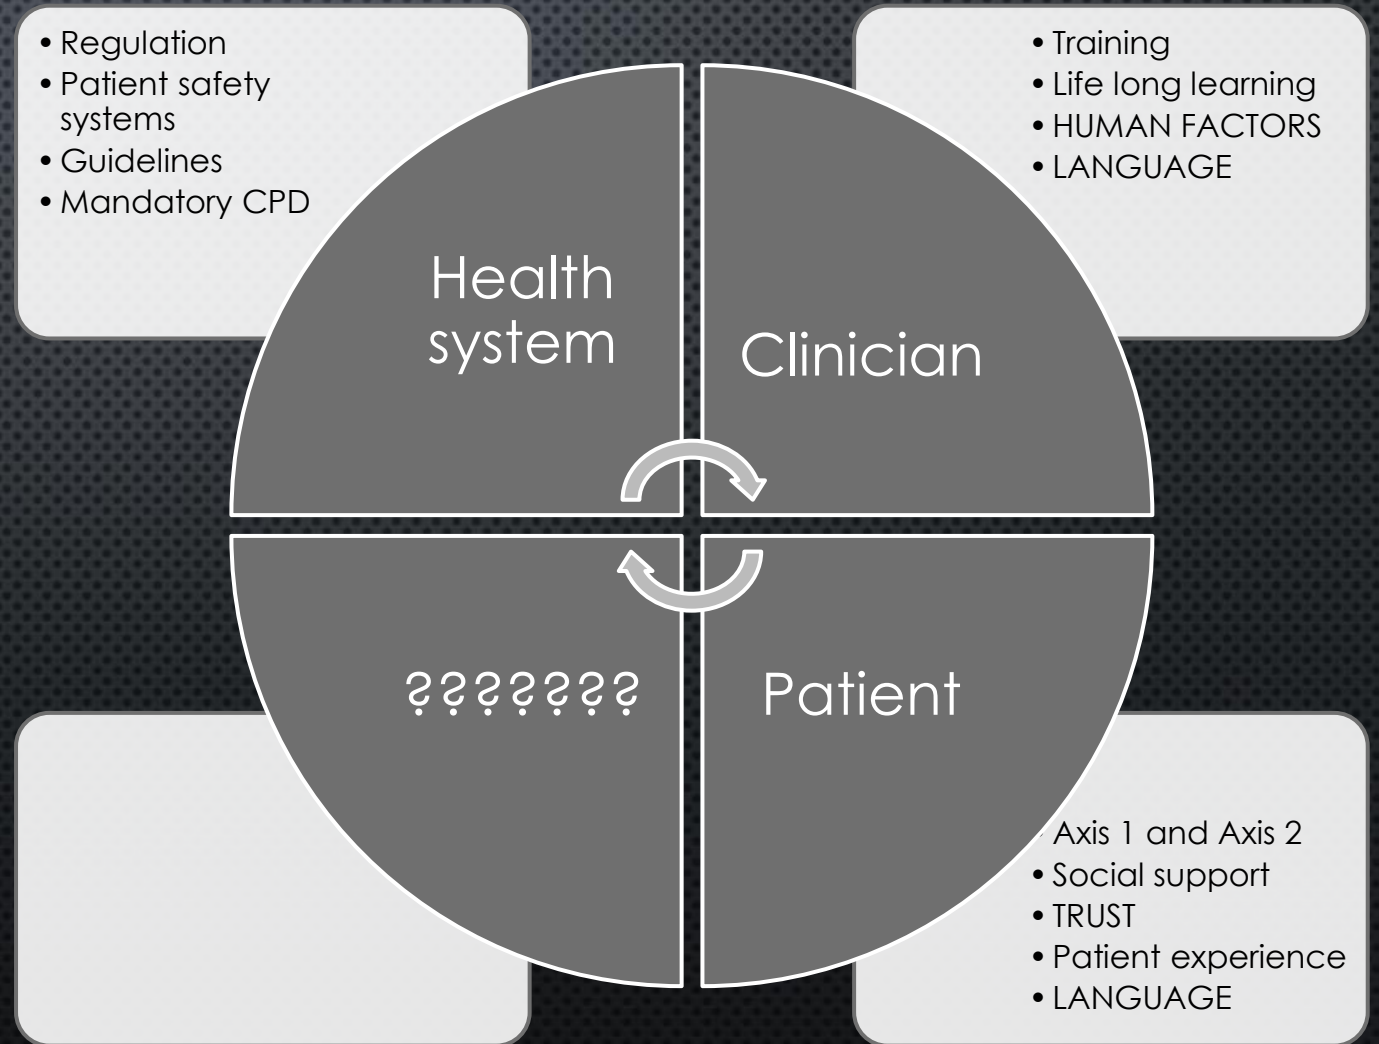 • Regulation
• Patient safety
systems
• Guidelines
• Mandatory CPD
• Training
• Life long learning
• HUMAN FACTORS
• LANGUAGE
Health
system
Clinician
???????
Patient
• Axis 1 and Axis 2
• Social support
• TRUST
• Patient experience
• LANGUAGE